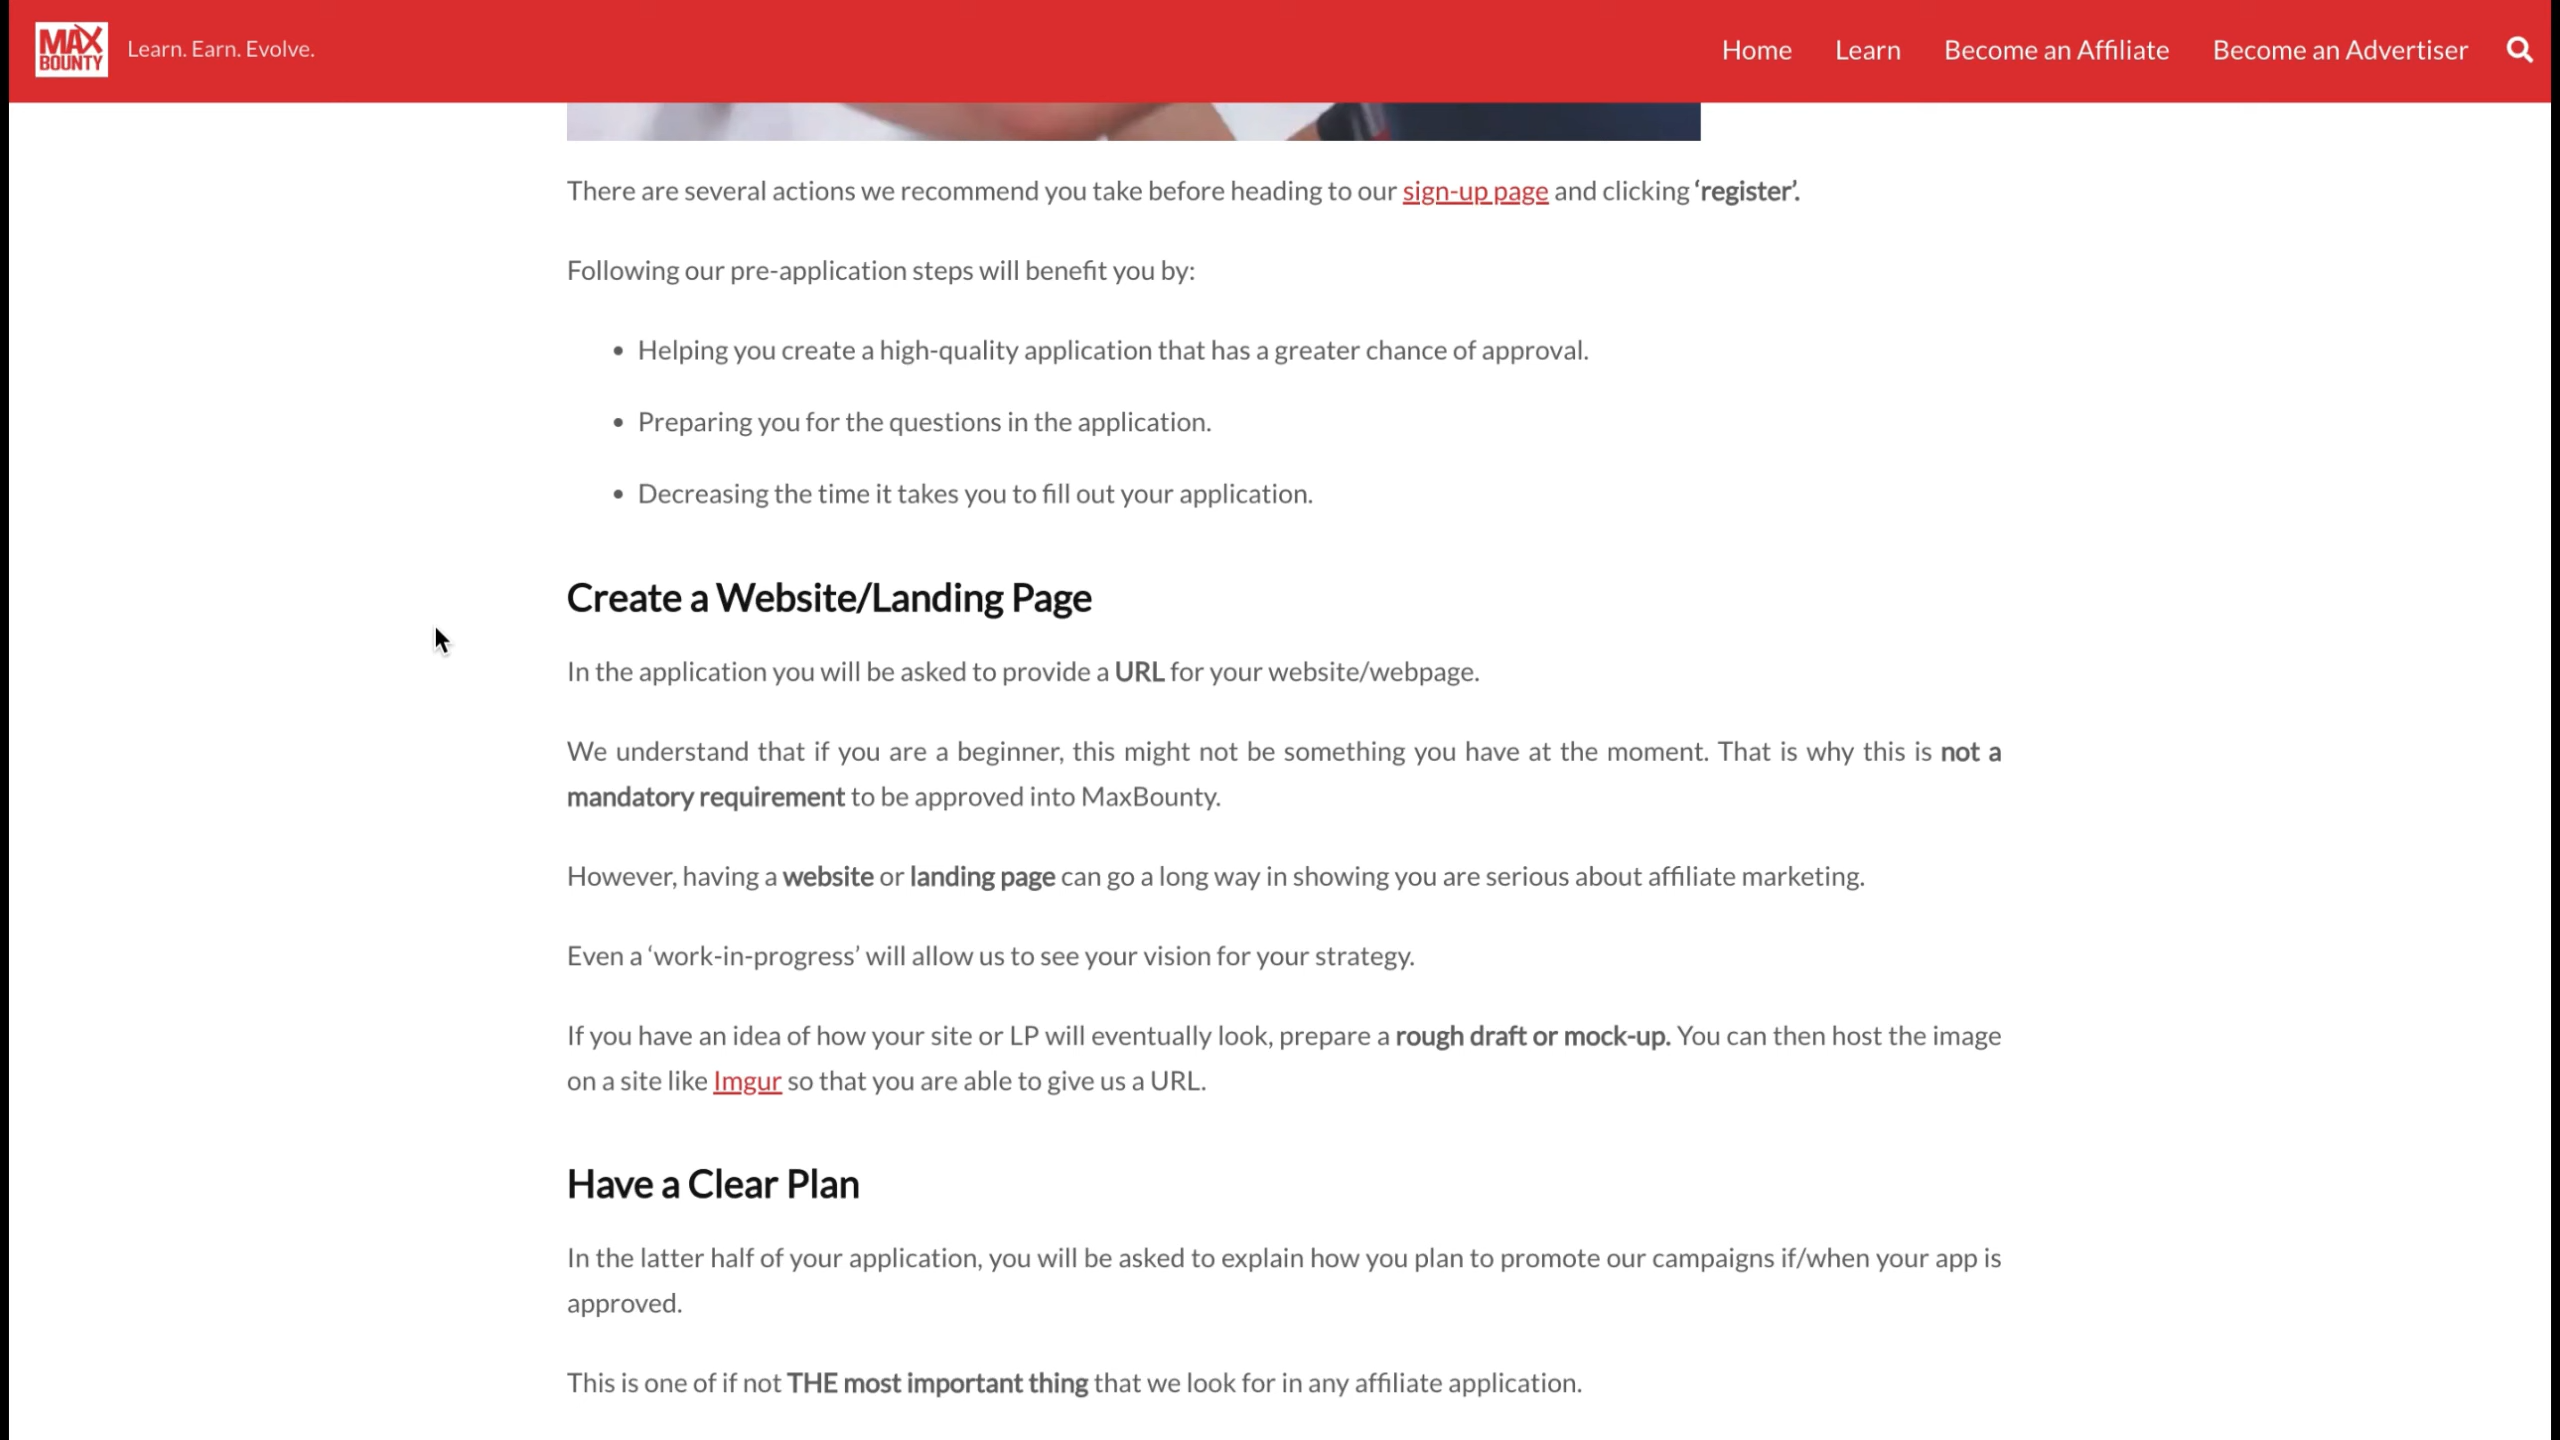 MAX
BOUNTY
Learn. Earn. Evolve.
Home Learn Become an Affiliate Become an Advertiser
There are several actions we recommend you take before heading to our sign-up page and clicking ‘register’.
Following our pre-application steps will benefit you by:
• Helping you create a high-quality application that has a greater chance of approval.
• Preparing you for the questions in the application.
• Decreasing the time it takes you to fill out your application.
Create a Website/Landing Page
In the application you will be asked to provide a URL for your website/webpage.
We understand that if you are a beginner, this might not be something you have at the moment. That is why this is not a
mandatory requirement to be approved into MaxBounty.
However, having a website or landing page can go a long way in showing you are serious about affiliate marketing.
Even a ‘work-in-progress’ will allow us to see your vision for your strategy.
If you have an idea of how your site or LP will eventually look, prepare a rough draft or mock-up. You can then host the image
on a site like Imgur so that you are able to give us a URL.
Have a Clear Plan
In the latter half of your application, you will be asked to explain how you plan to promote our campaigns if/when your app is
approved.
This is one of if not THE most important thing that we look for in any affiliate application.